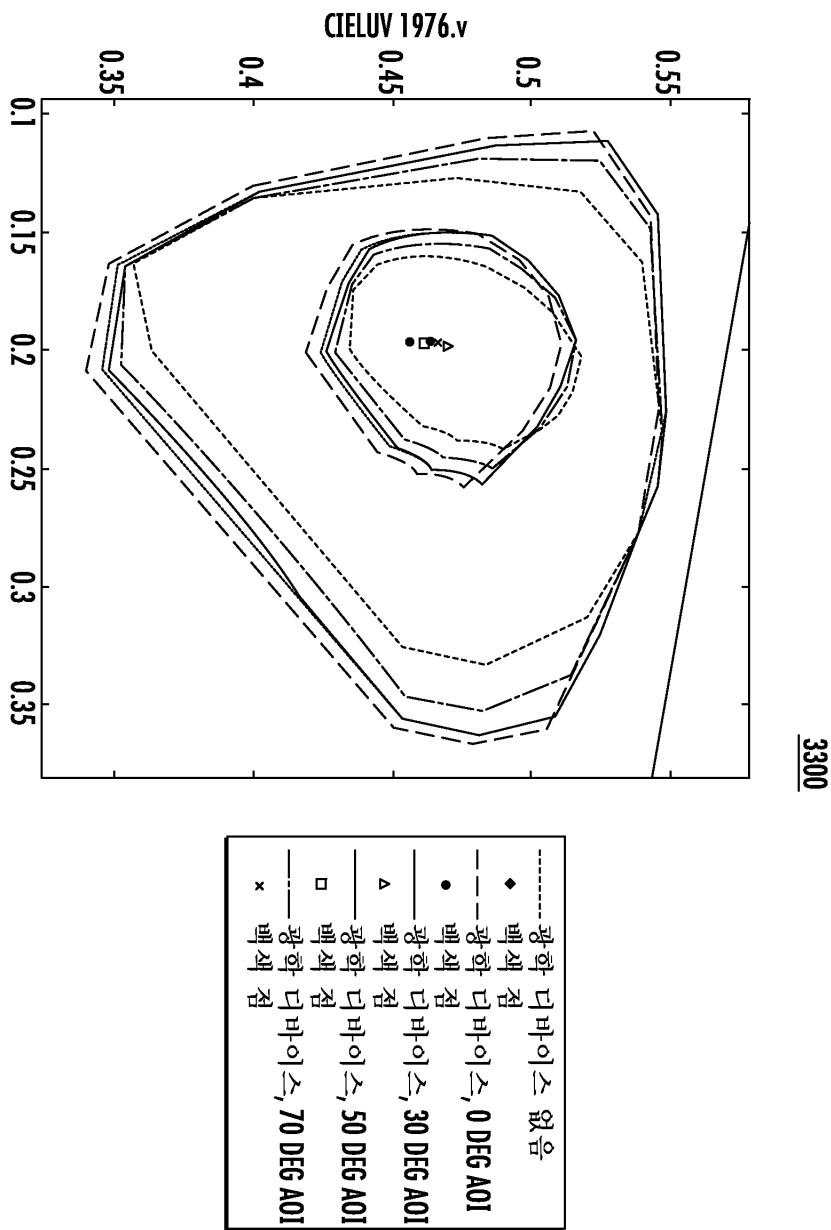 3300
CIELUV 1976.v
0.55
0.5
0.45
0.4
0.35
0.1
0.15
0.2
0.25
0.3
0.35
광학 디바이스 없음
백색 점
광학 디바이스, 0 DEG AOI
백색 점
광학 디바이스, 30 DEG AOI
백색 점
광학 디바이스, 50 DEG AOI
백색 점
광학 디바이스, 70 DEG AOI
백색 점